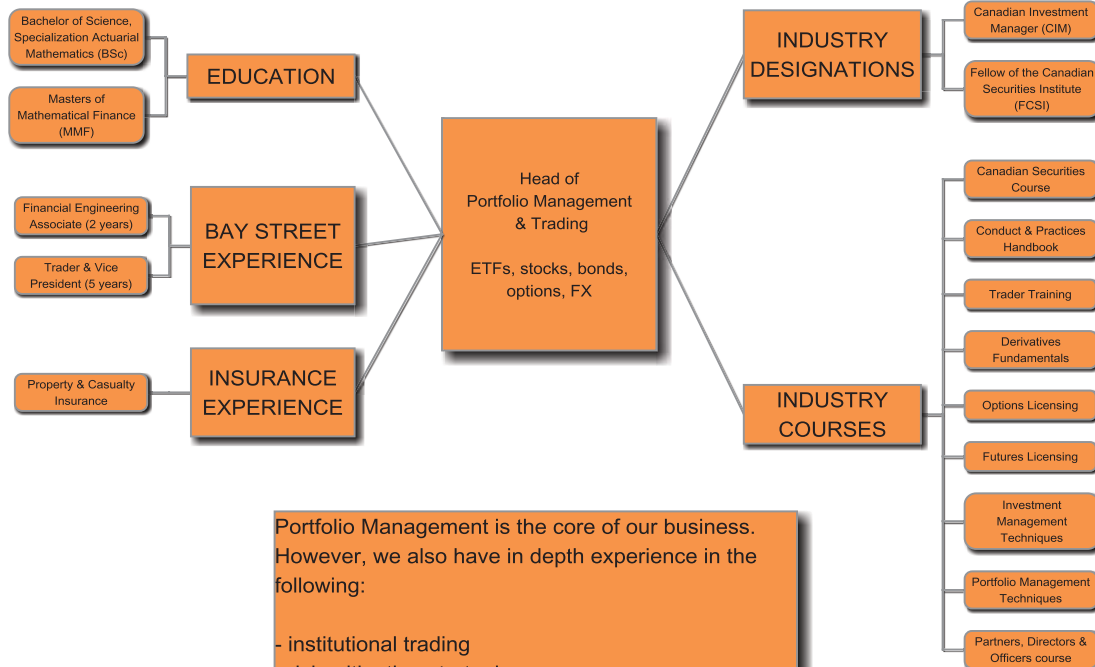 Bachelor of Science,
Specialization Actuarial
Mathematics (BSc)
Masters of
Mathematical Finance
(MMF)
EDUCATION
Financial Engineering
Associate (2 years)
Trader & Vice
President (5 years)
BAY STREET
EXPERIENCE
Property & Casualty
Insurance
INSURANCE
EXPERIENCE
Head of
Portfolio Management
& Trading
ETFs, stocks, bonds,
options, FX
INDUSTRY
DESIGNATIONS
Canadian Investment
Manager (CIM)
Fellow of the Canadian
Securities Institute
(FCSI)
INDUSTRY
COURSES
Canadian Securities
Course
Conduct & Practices
Handbook
Trader Training
Derivatives
Fundamentals
Options Licensing
Futures Licensing
Investment
Management
Techniques
Portfolio Management
Techniques
Partners, Directors &
Officers course
Portfolio Management is the core of our business.
However, we also have in depth experience in the
following:
- institutional trading